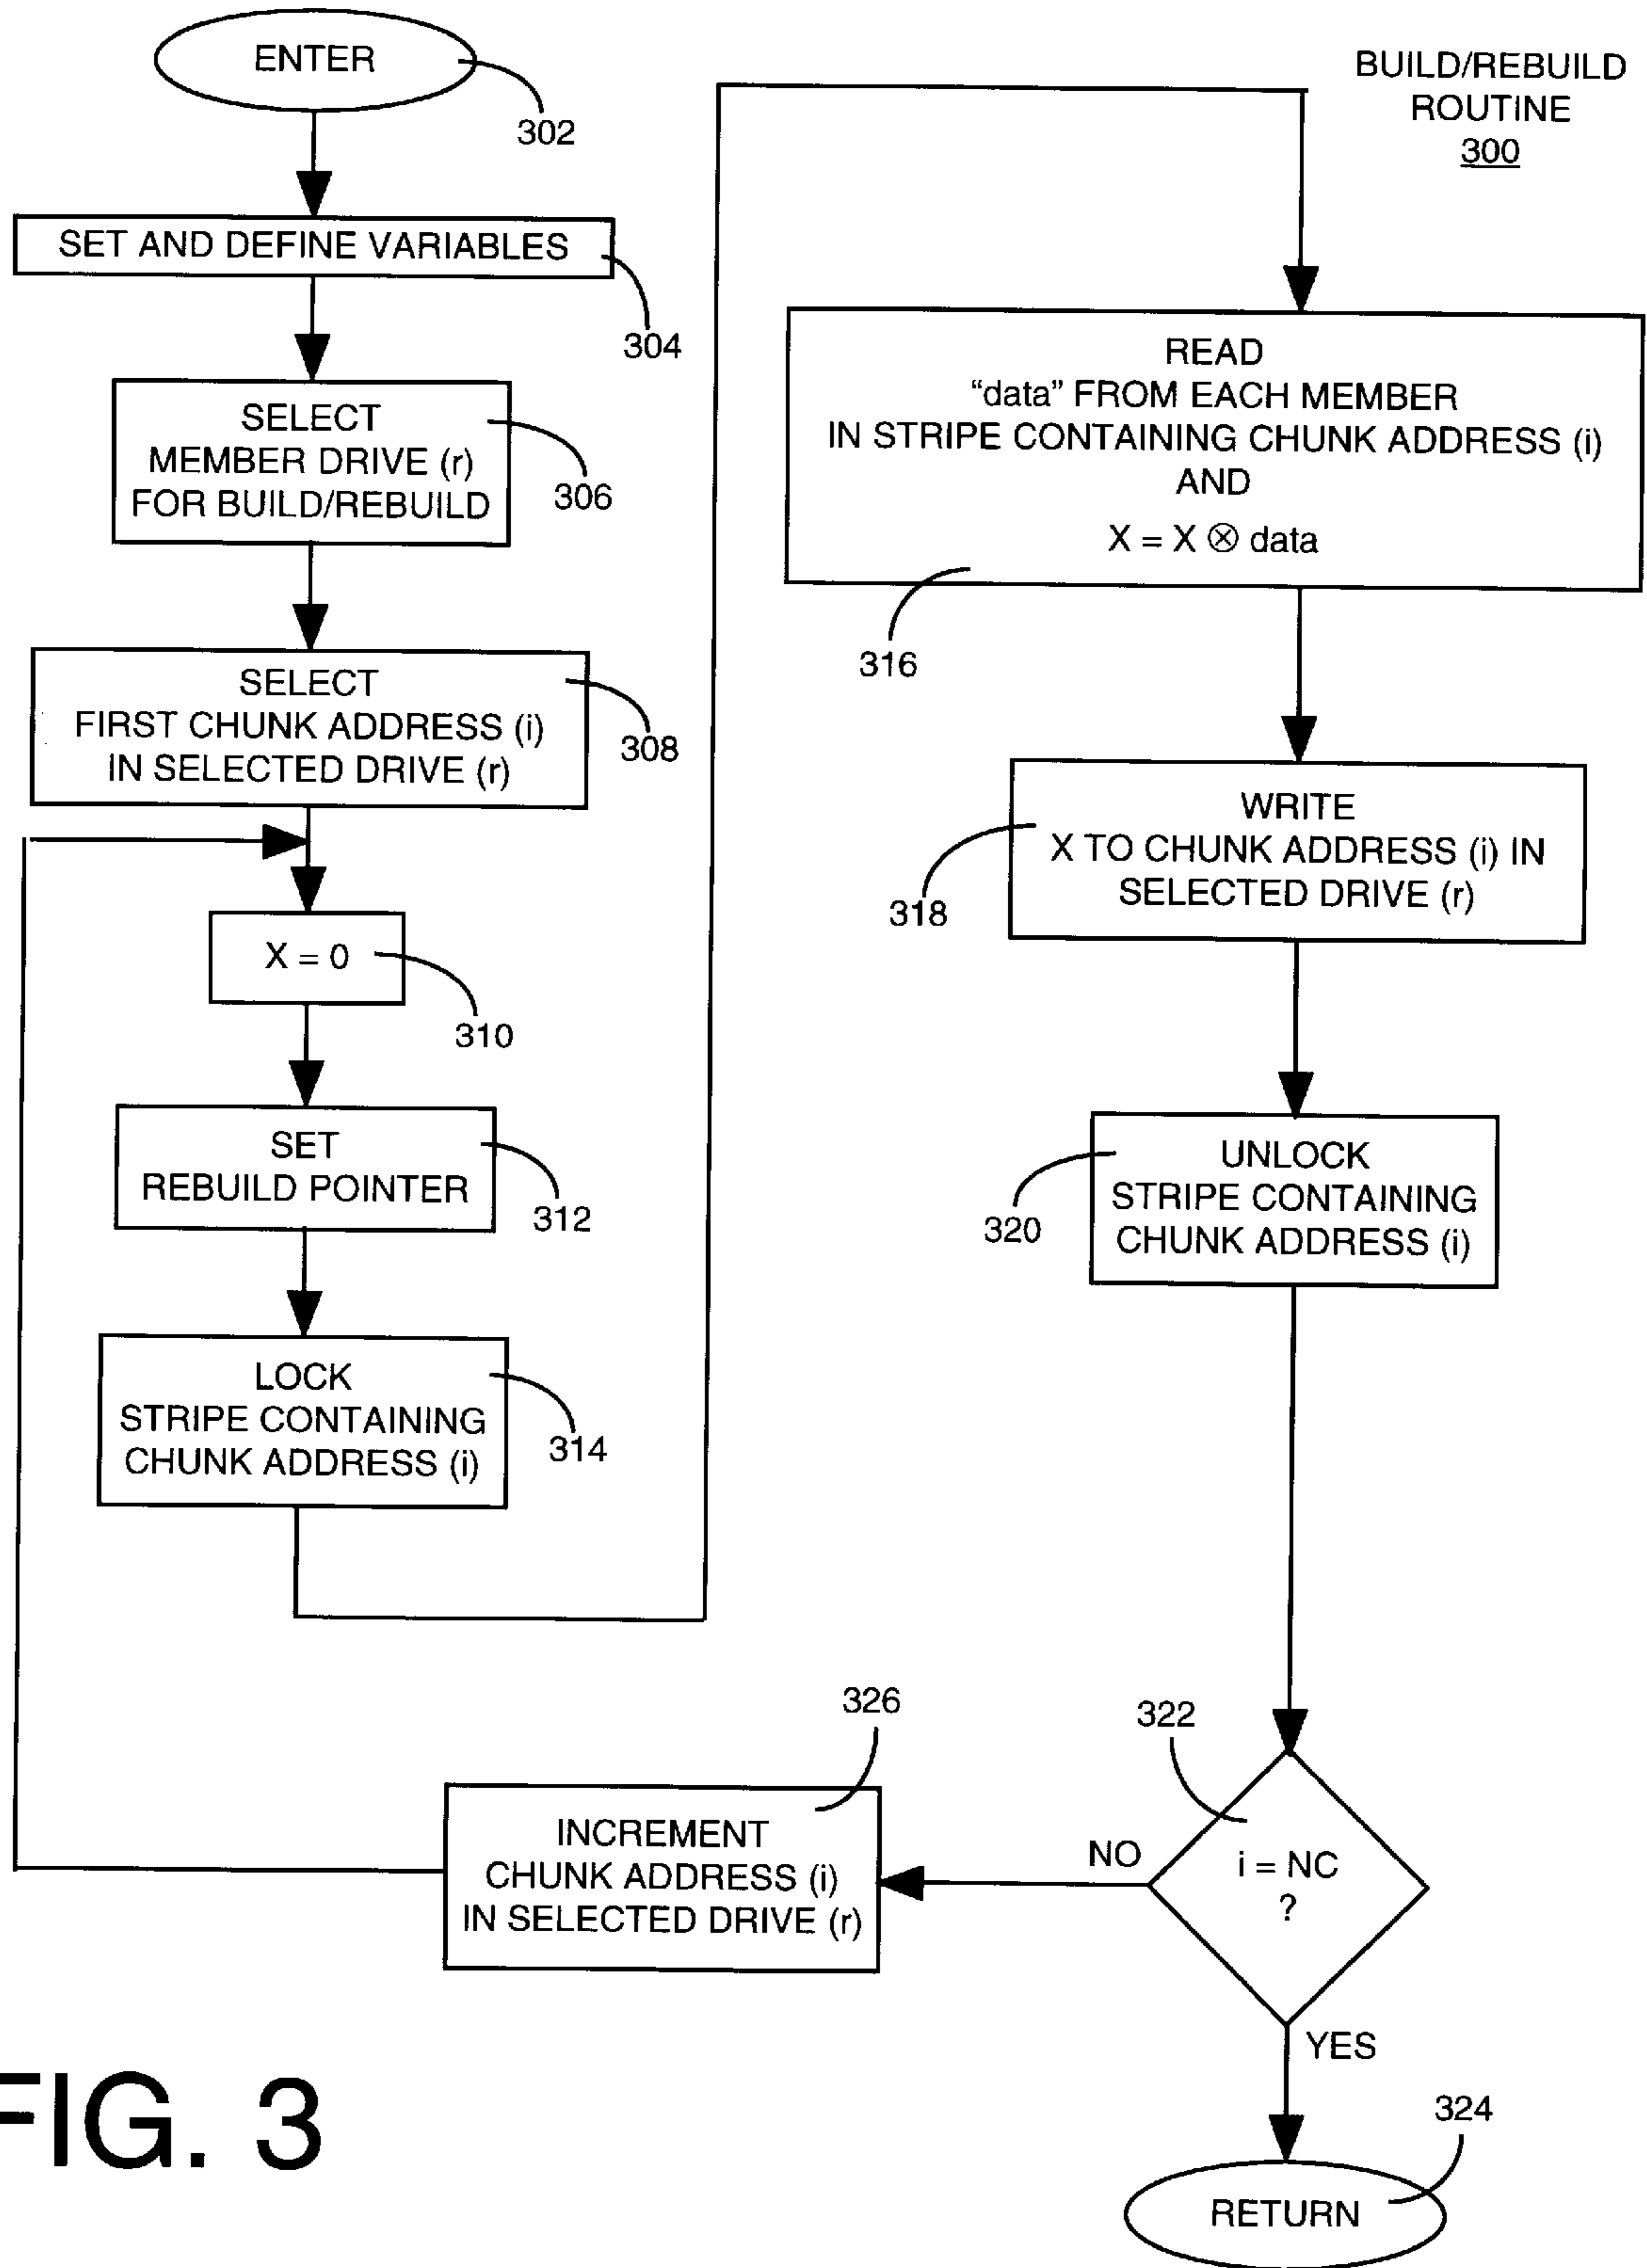 ENTER
302
SET AND DEFINE VARIABLES
304
SELECT
MEMBER DRIVE (r)
FOR BUILD/REBUILD
306
SELECT
FIRST CHUNK ADDRESS (i)
IN SELECTED DRIVE (r)
308
X = 0
310
SET
REBUILD POINTER
312
LOCK
STRIPE CONTAINING
CHUNK ADDRESS (i)
314
BUILD/REBUILD
ROUTINE
300
READ
“data” FROM EACH MEMBER
IN STRIPE CONTAINING CHUNK ADDRESS (i)
AND
X = X ⊗ data
316
WRITE
X TO CHUNK ADDRESS (i) IN
SELECTED DRIVE (r)
318
UNLOCK
STRIPE CONTAINING
CHUNK ADDRESS (i)
320
322
i = NC
?
NO
326
INCREMENT
CHUNK ADDRESS (i)
IN SELECTED DRIVE (r)
YES
324
RETURN
FIG. 3